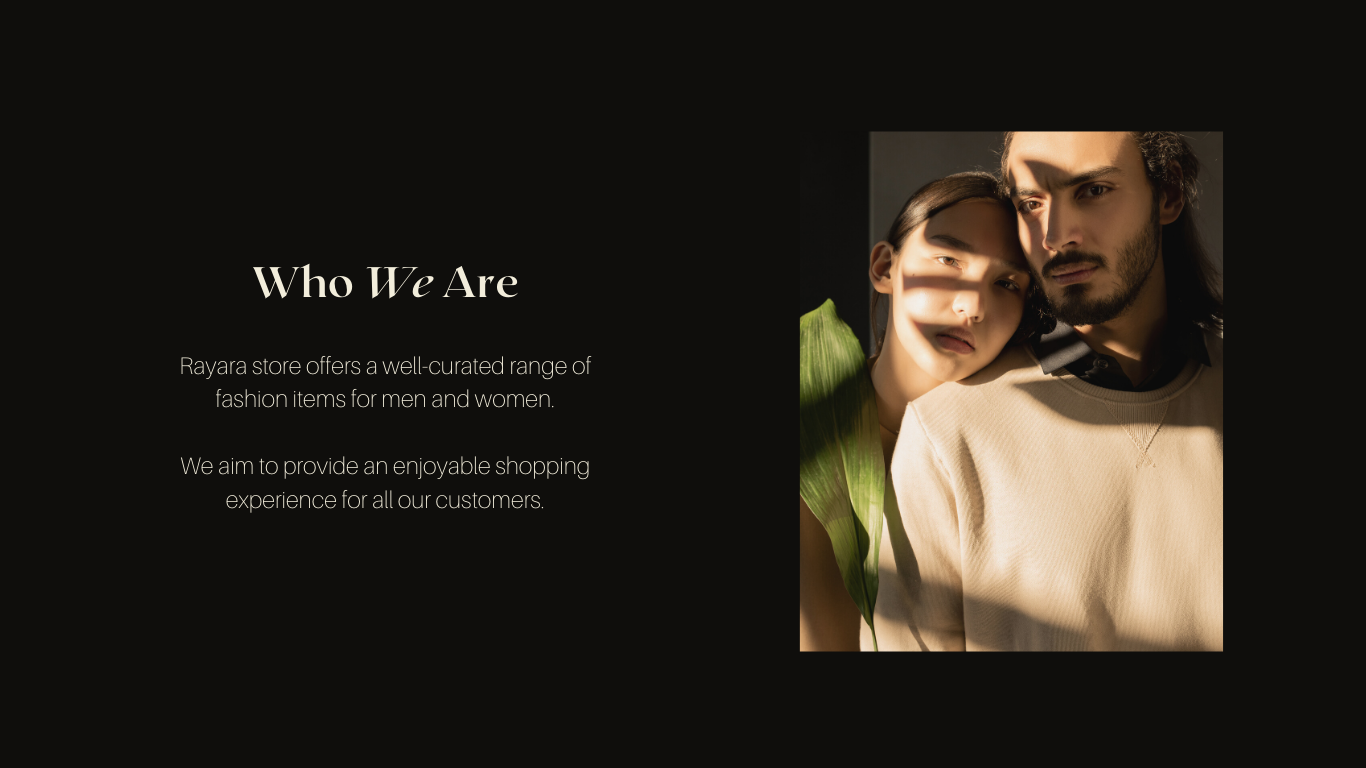 Who We Are
Rayara store offers a well-curated range of
fashion items for men and women.
We aim to provide an enjoyable shopping
experience for all our customers.